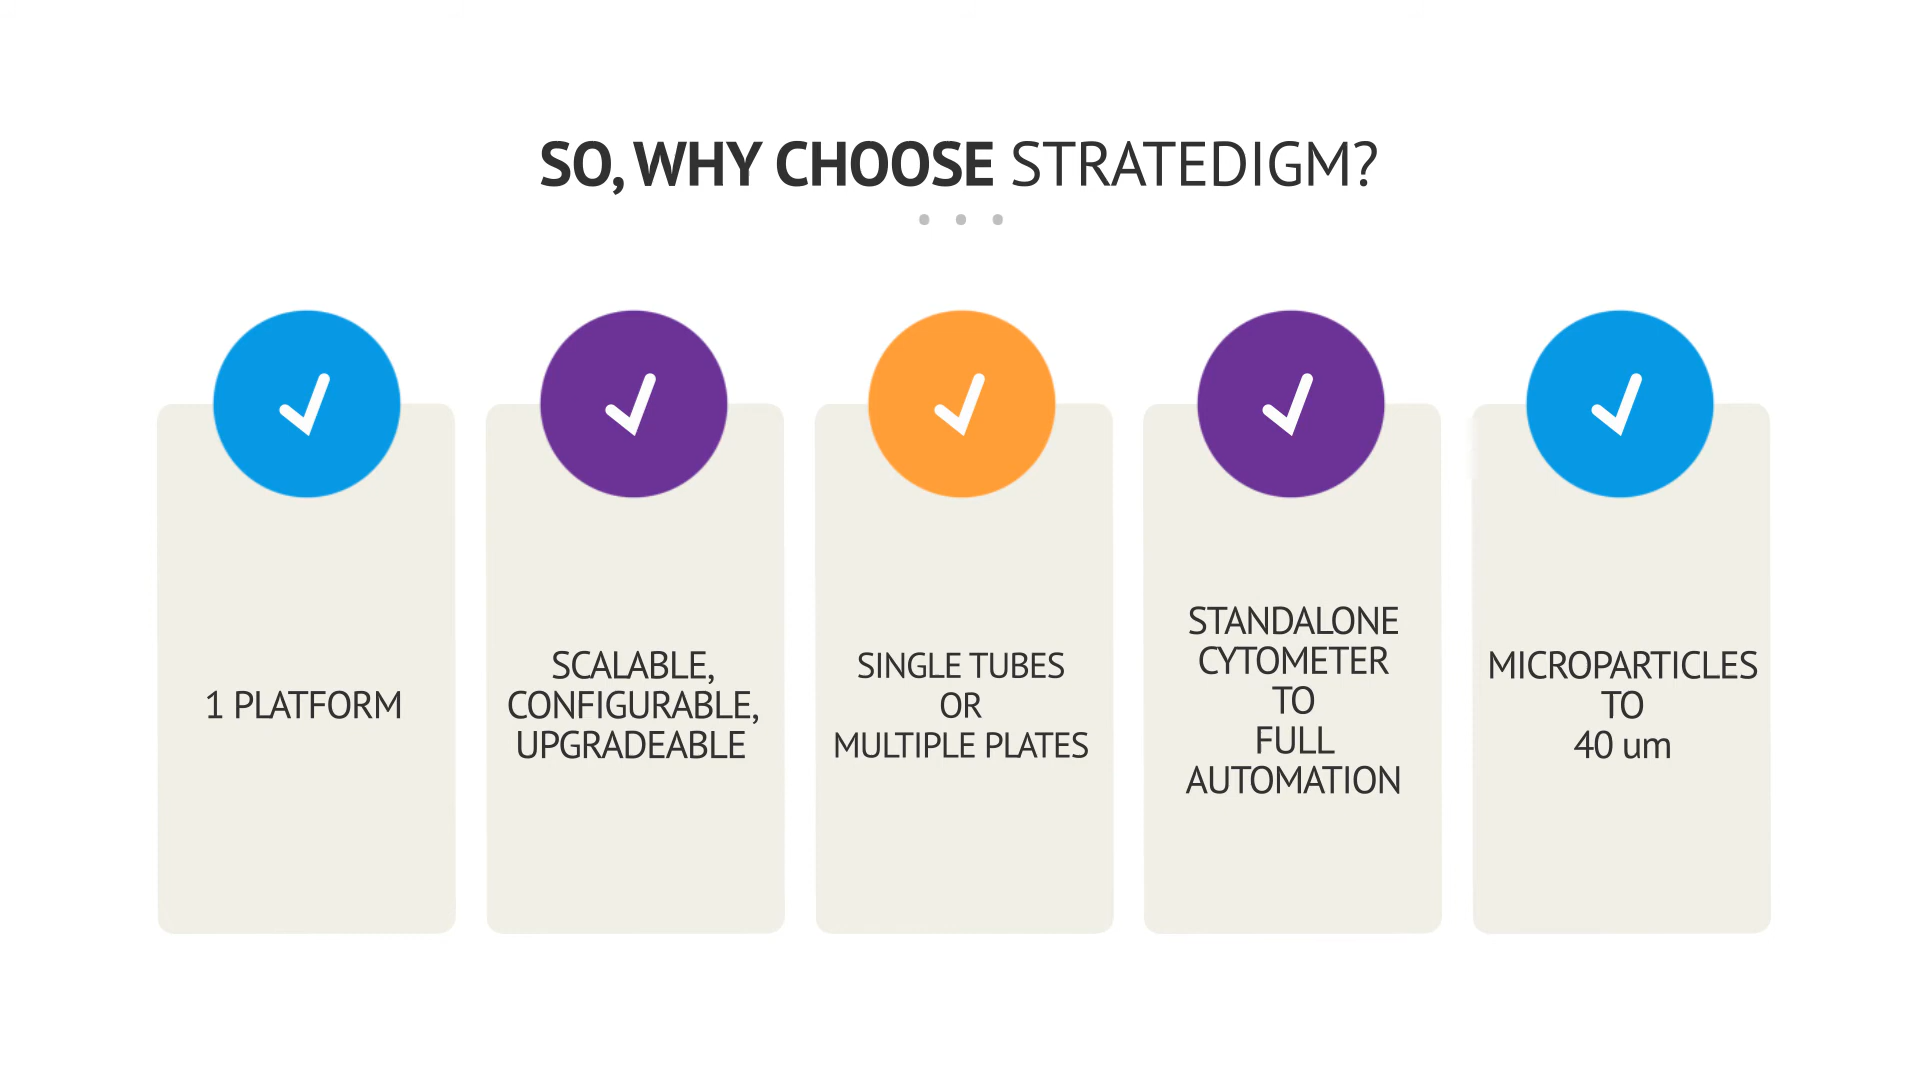 SO, WHY CHOOSE STRATEDIGM?
1 PLATFORM
SCALABLE,
CONFIGURABLE,
UPGRADEABLE
SINGLE TUBES
OR
MULTIPLE PLATES
STANDALONE
CYTOMETER
TO
FULL
AUTOMATION
MICROPARTICLES
TO
40 um